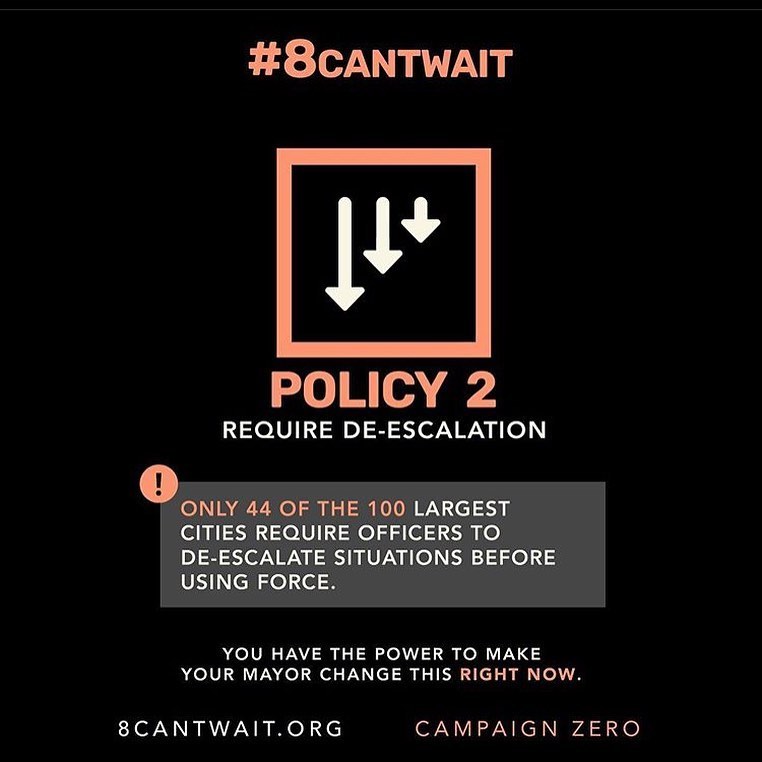 #8CANTWAIT
POLICY 2
REQUIRE DE-ESCALATION
!
ONLY 44 OF THE 100 LARGEST
CITIES REQUIRE OFFICERS TO
DE-ESCALATE SITUATIONS BEFORE
USING FORCE.
YOU HAVE THE POWER TO MAKE
YOUR MAYOR CHANGE THIS RIGHT NOW.
8CANTWAIT.ORG CAMPAIGN ZERO